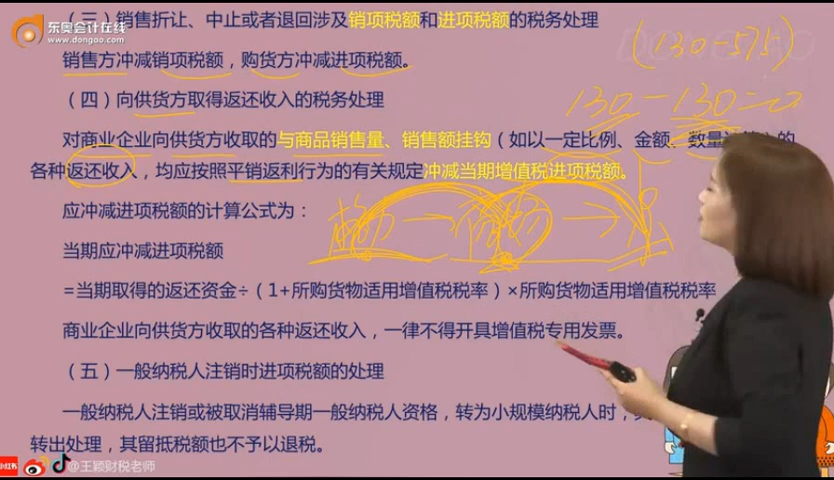 东奥会计在线
www.dongao.com
（三）销售折让、中止或者退回涉及销项税额和进项税额的税务处理
(130-575)
销售方冲减销项税额，购货方冲减进项税额。
（四）向供货方取得返还收入的税务处理
130-130=0
对商业企业向供货方收取的与商品销售量、销售额挂钩（如以一定比例、金额、数量 的
各种返还收入，均应按照平销返利行为的有关规定冲减当期增值税进项税额。
应冲减进项税额的计算公式为：
当期应冲减进项税额
=当期取得的返还资金÷（1+所购货物适用增值税税率）×所购货物适用增值税税率
商业企业向供货方收取的各种返还收入，一律不得开具增值税专用发票。
（五）一般纳税人注销时进项税额的处理
一般纳税人注销或被取消辅导期一般纳税人资格，转为小规模纳税人时，
转出处理，其留抵税额也不予以退税。
小红书 @王颖财税老师